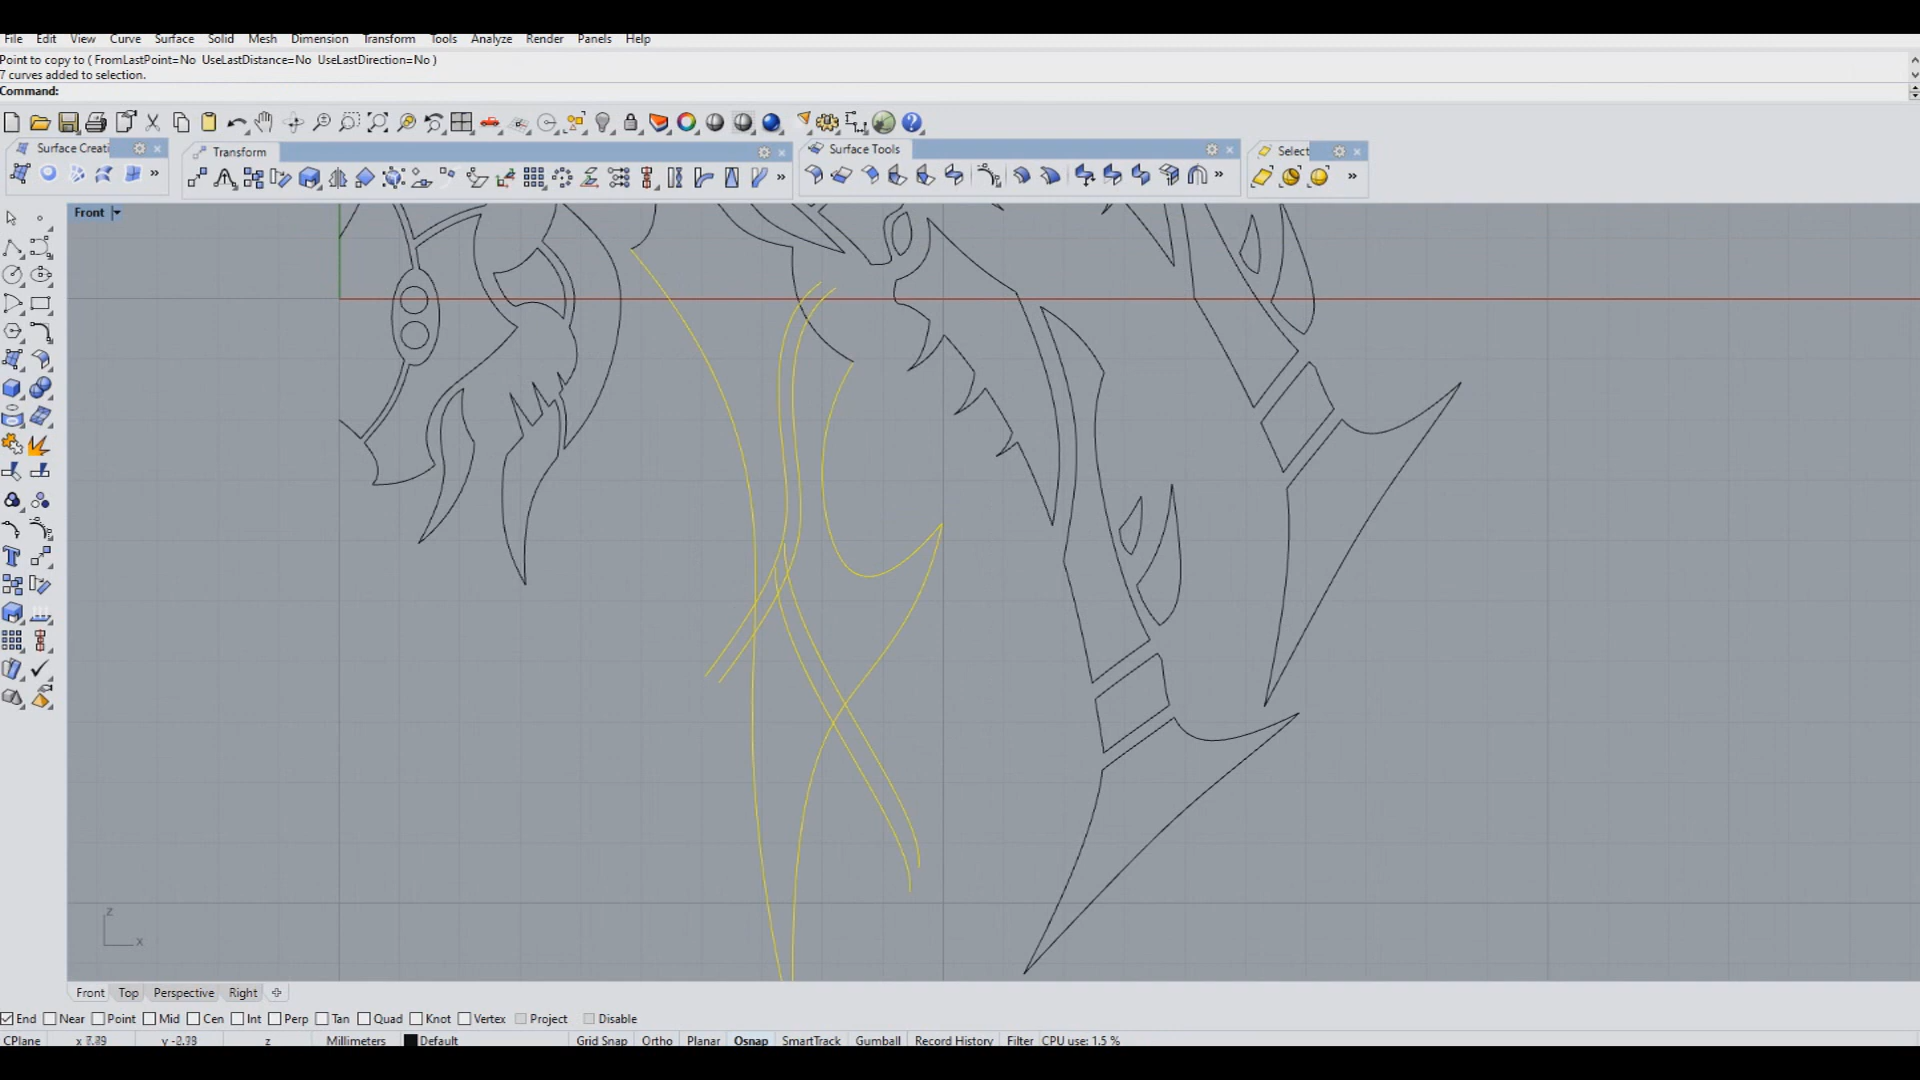 File Edit View Curve Surface Solid Mesh Dimension Transform Tools Analyze Render Panels Help
Point to copy to ( FromLastPoint=No UseLastDistance=No UseLastDirection=No )
7 curves added to selection.
Command:
Surface Creati
Transform
Surface Tools
Select
Front
z
x
Front Top Perspective Right
End Near Point Mid Cen Int Perp Tan Quad Knot Vertex Project Disable
CPlane x y z Millimeters Default Grid Snap Ortho Planar Osnap SmartTrack Gumball Record History Filter CPU use: 1.5 %